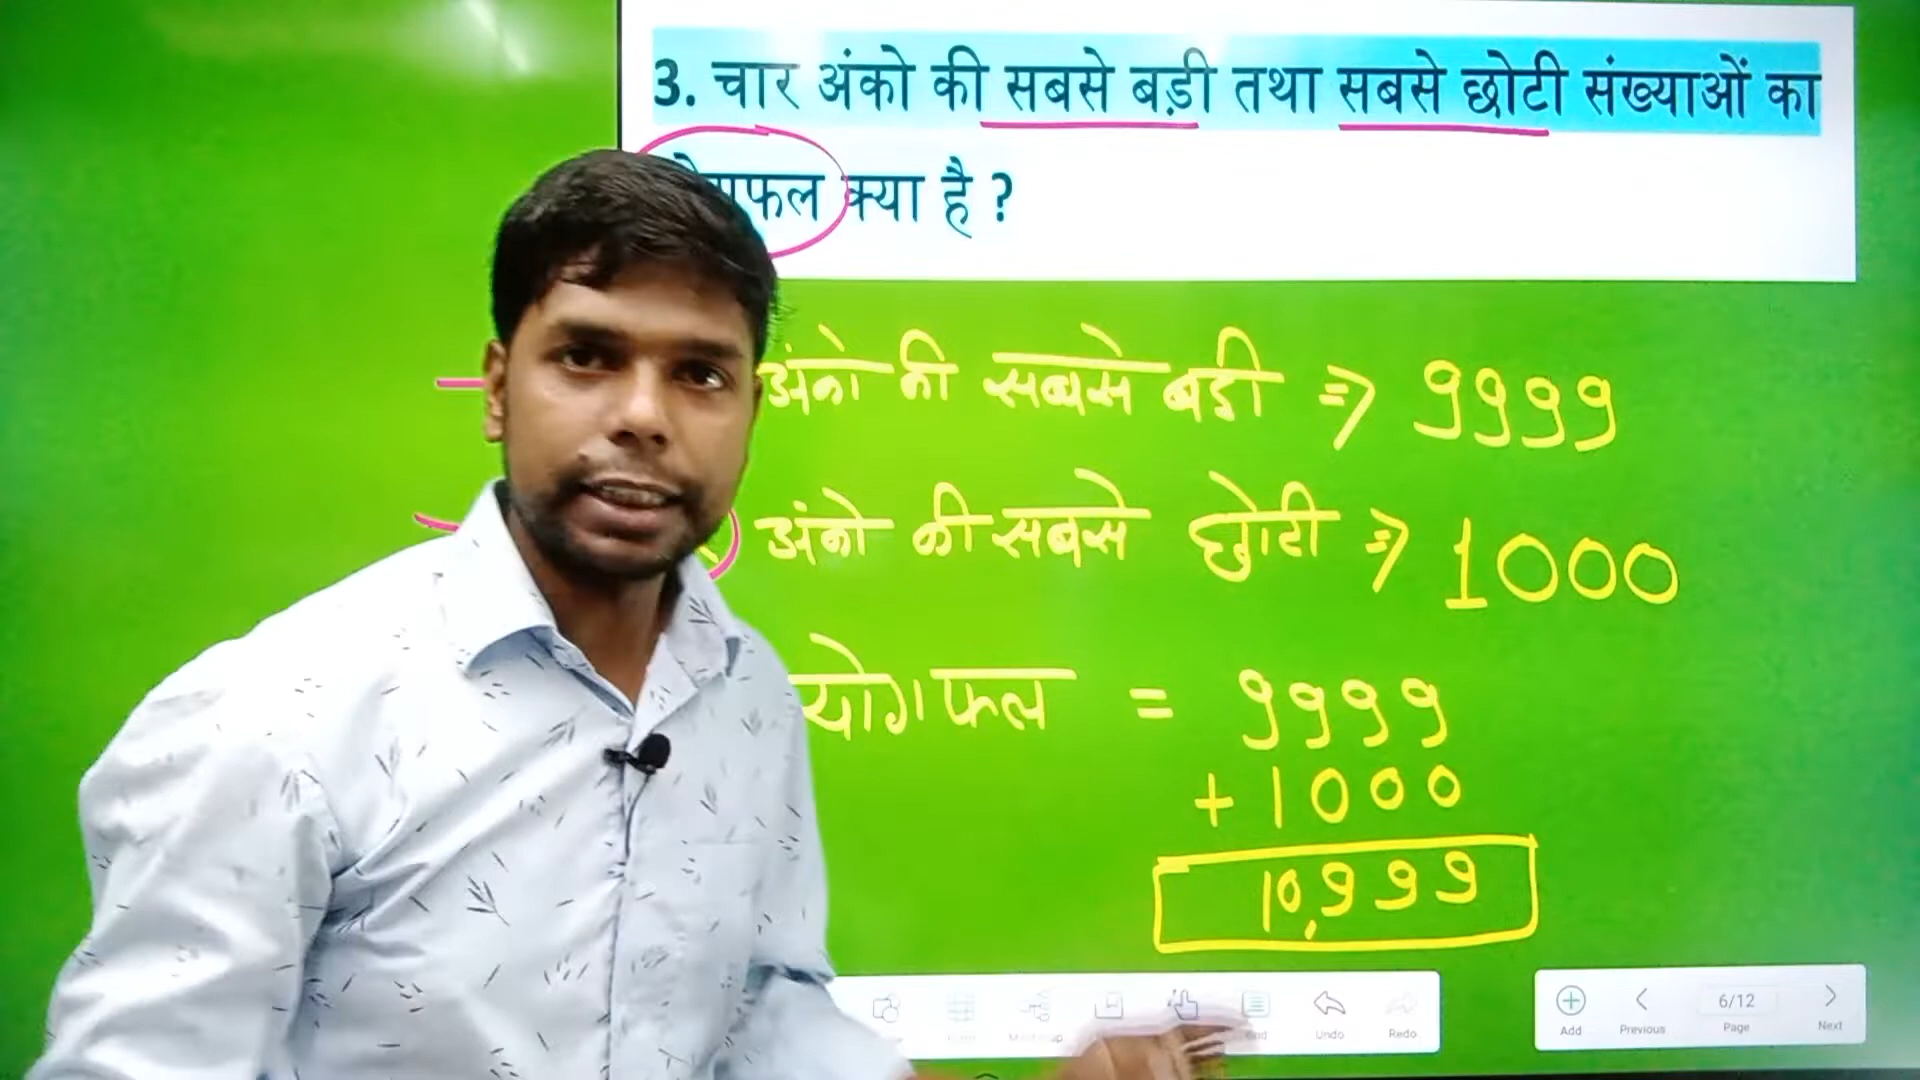 3. चार अंको की सबसे बड़ी तथा सबसे छोटी संख्याओं का
क्या है ?
अंको की सबसे बड़ी ⇒ 9999
अंको की सबसे छोटी ⇒ 1000
योगफल = 9999
+ 1000
10,999
Undo
Redo
Add
Previous
6/12
Page
Next